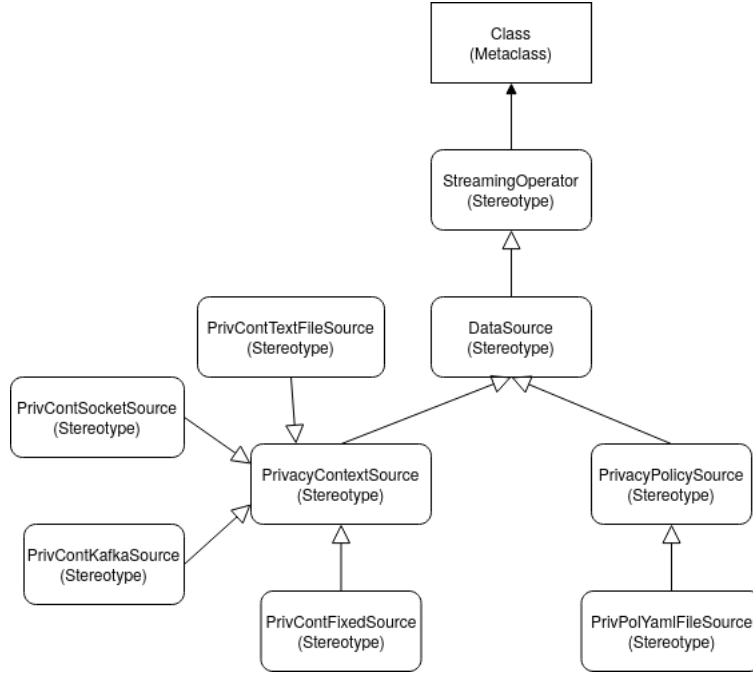 Class
(Metaclass)
StreamingOperator
(Stereotype)
PrivContTextFileSource
(Stereotype)
DataSource
(Stereotype)
PrivContSocketSource
(Stereotype)
PrivacyContextSource
(Stereotype)
PrivacyPolicySource
(Stereotype)
PrivContKafkaSource
(Stereotype)
PrivContFixedSource
(Stereotype)
PrivPolYamlFileSource
(Stereotype)